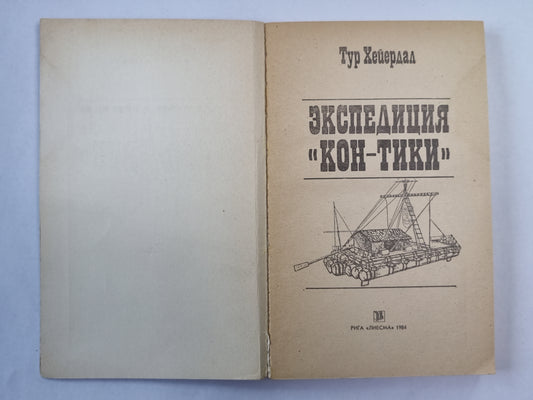 Тур Хейердал
ЭКСПЕДИЦИЯ
«КОН-ТИКИ»
РИГА «ЛИЕСМА» 1984